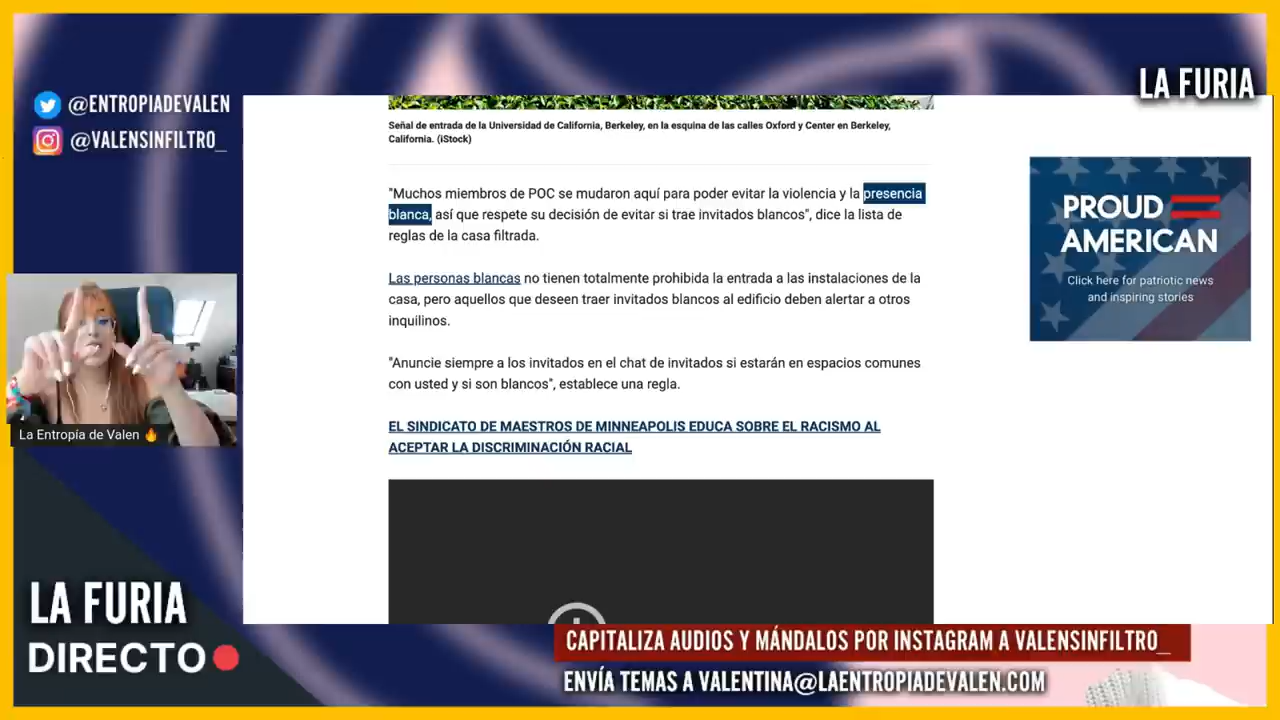 @ENTROPIADEVALEN
@VALENSINFILTRO_
LA FURIA
Señal de entrada de la Universidad de California, Berkeley, en la esquina de las calles Oxford y Center en Berkeley,
California. (iStock)
"Muchos miembros de POC se mudaron aquí para poder evitar la violencia y la presencia
blanca, así que respete su decisión de evitar si trae invitados blancos", dice la lista de
reglas de la casa filtrada.
Las personas blancas no tienen totalmente prohibida la entrada a las instalaciones de la
casa, pero aquellos que deseen traer invitados blancos al edificio deben alertar a otros
inquilinos.
"Anuncie siempre a los invitados en el chat de invitados si estarán en espacios comunes
con usted y si son blancos", establece una regla.
EL SINDICATO DE MAESTROS DE MINNEAPOLIS EDUCA SOBRE EL RACISMO AL
ACEPTAR LA DISCRIMINACIÓN RACIAL
PROUD
AMERICAN
Click here for patriotic news
and inspiring stories
La Entropía de Valen 🔥
LA FURIA
DIRECTO
CAPITALIZA AUDIOS Y MÁNDALOS POR INSTAGRAM A VALENSINFILTRO_
ENVÍA TEMAS A VALENTINA@LAENTROPIADEVALEN.COM